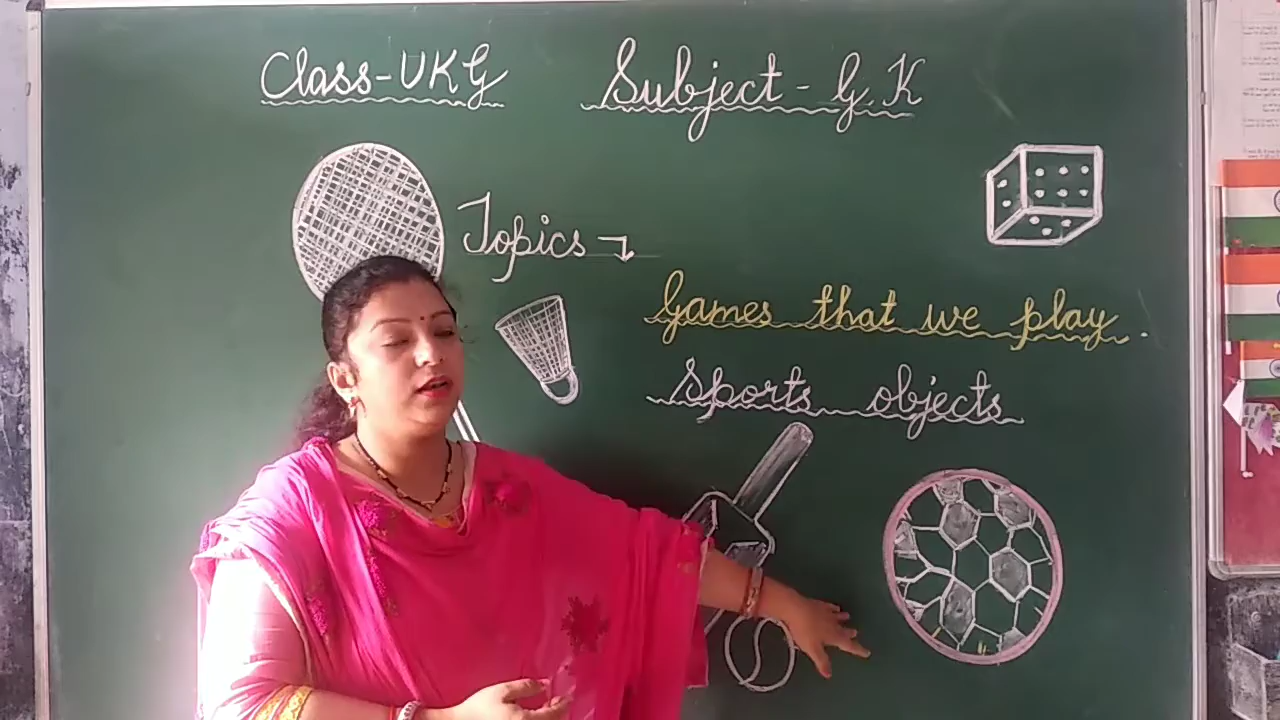 Class-UKG Subject - G.K
Topics
Games that we play.
Sports objects